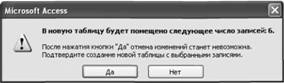 Microsoft Access
В новую таблицу будет помещено следующее число записей: 6.
После нажатия кнопки "Да" отмена изменений станет невозможна.
Подтвердите создание новой таблицы с выбранными записями.
Да Нет